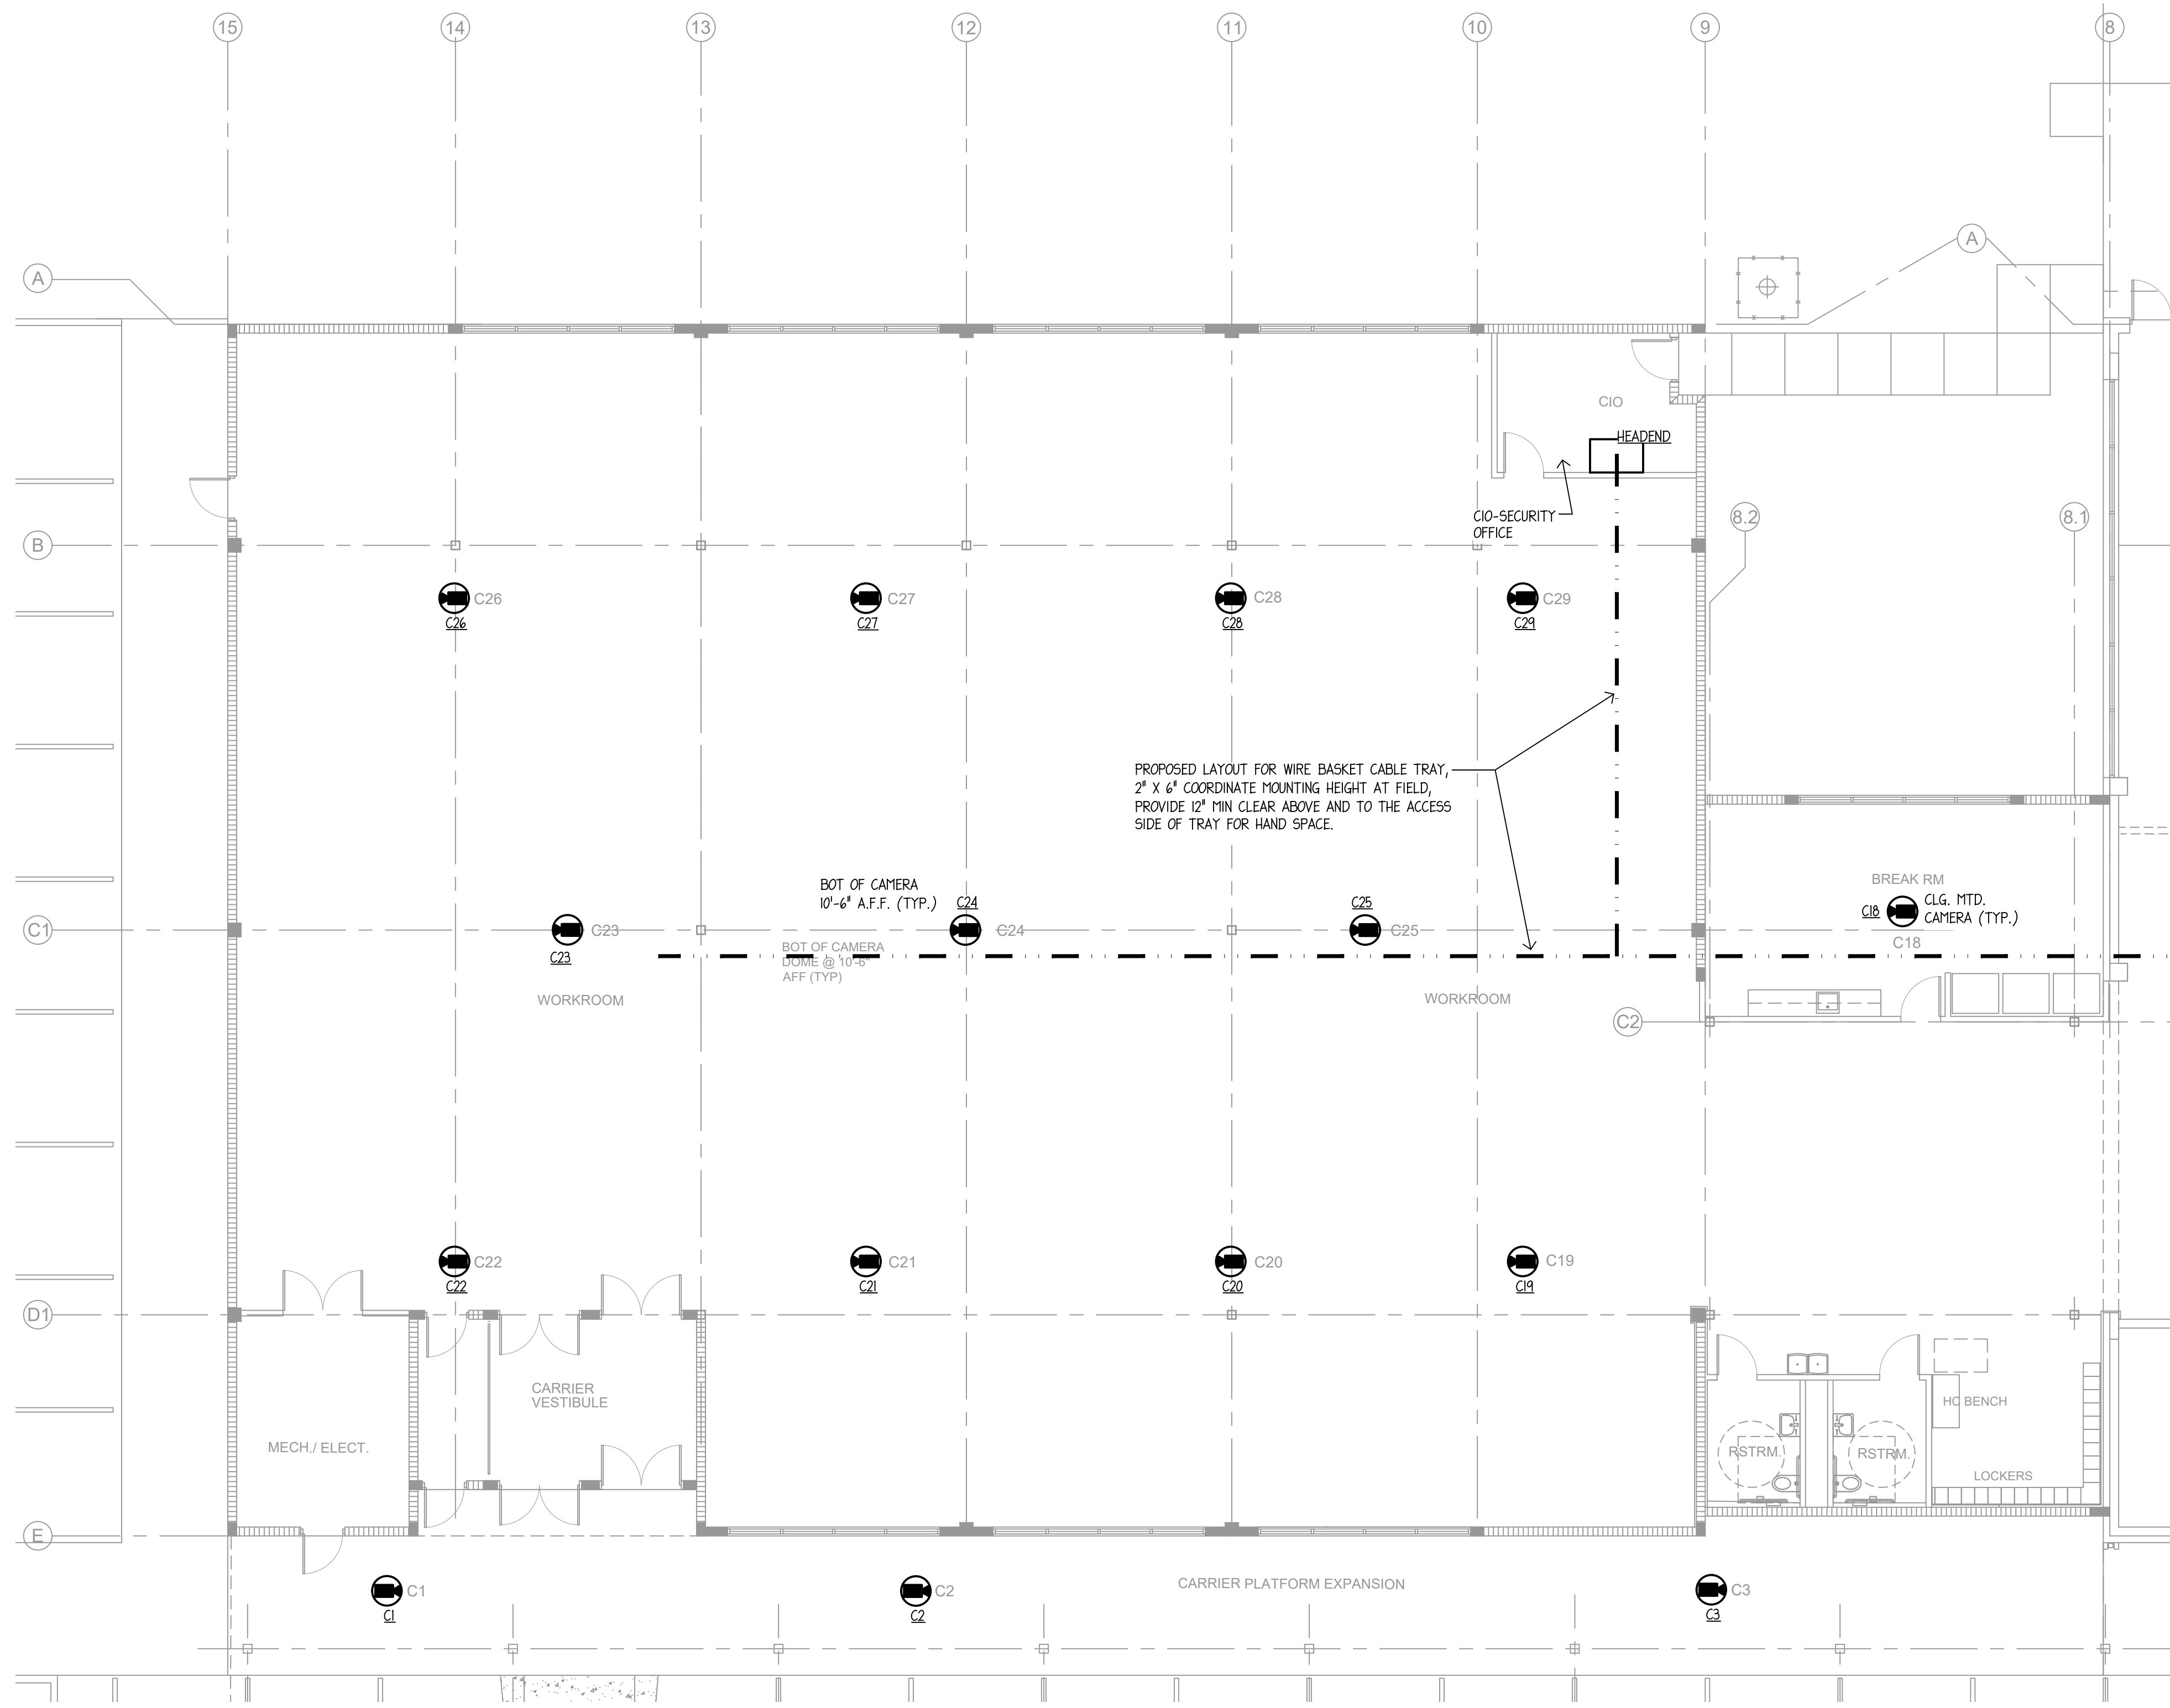 15
14
13
12
11
10
9
8
A
A
CIO
HEADEND
CIO-SECURITY
OFFICE
8.2
8.1
B
C26
C26
C27
C27
C28
C28
C29
C29
PROPOSED LAYOUT FOR WIRE BASKET CABLE TRAY,
2" X 6" COORDINATE MOUNTING HEIGHT AT FIELD,
PROVIDE 12" MIN CLEAR ABOVE AND TO THE ACCESS
SIDE OF TRAY FOR HAND SPACE.
BOT OF CAMERA
10'-6" A.F.F. (TYP.)
C24
C25
BREAK RM
C18
CLG. MTD.
CAMERA (TYP.)
C1
C23
C24
C25
C18
BOT OF CAMERA
DOME @ 10'-6"
AFF (TYP)
C23
WORKROOM
WORKROOM
C2
C22
C22
C21
C21
C20
C20
C19
C19
D1
CARRIER
VESTIBULE
MECH./ ELECT.
HC BENCH
RSTRM.
RSTRM.
LOCKERS
E
C1
C1
C2
C2
CARRIER PLATFORM EXPANSION
C3
C3